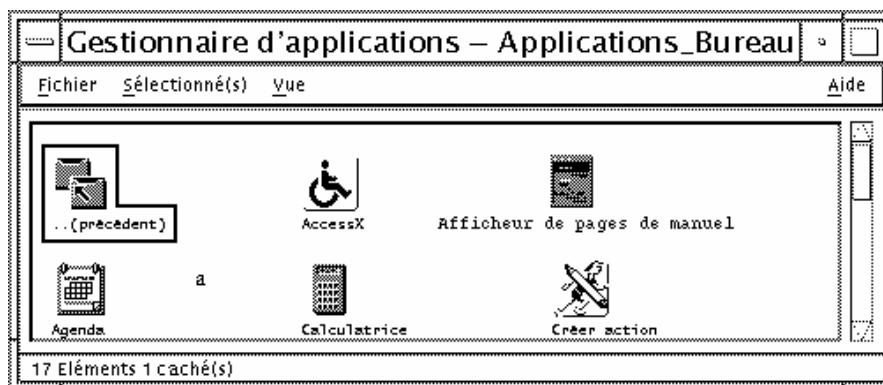 Gestionnaire d'applications – Applications_Bureau
Fichier Sélectionné(s) Vue Aide
..(précédent) AccessX Afficheur de pages de manuel
a
Agenda Calculatrice Créer action
17 Eléments 1 caché(s)